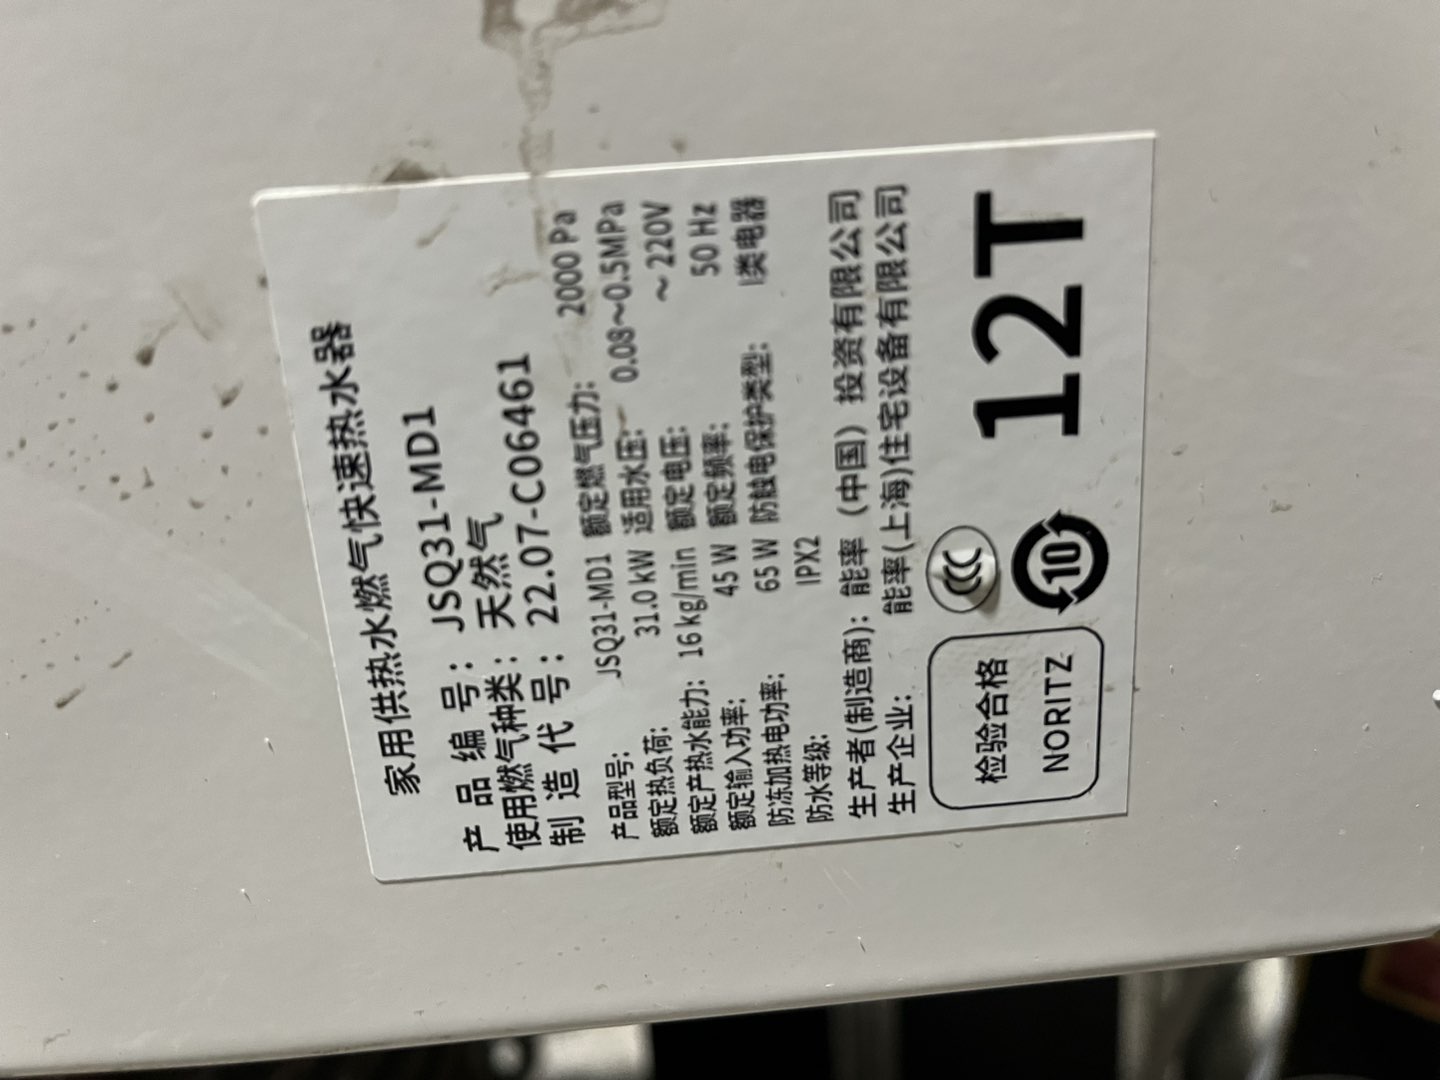 家用供热水燃气快速热水器
产品编号： JSQ31-MD1
使用燃气种类： 天然气
制造代号： 22.07-C06461
产品型号： JSQ31-MD1 额定燃气压力： 2000 Pa
额定热负荷： 31.0 kW 适用水压： 0.08～0.5MPa
额定产热水能力： 16 kg/min 额定电压： ～220V
额定输入功率： 45 W 额定频率： 50 Hz
防冻加热电功率： 65 W 防触电保护类型： I类电器
防水等级： IPX2
生产者(制造商)： 能率（中国）投资有限公司
生产企业： 能率(上海)住宅设备有限公司
检验合格
NORITZ
CCC
10
12T